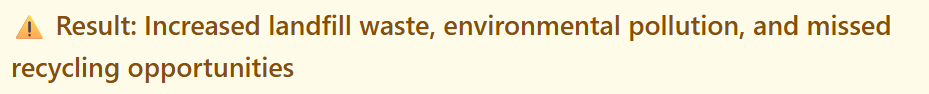 ⚠️ Result: Increased landfill waste, environmental pollution, and missed
recycling opportunities